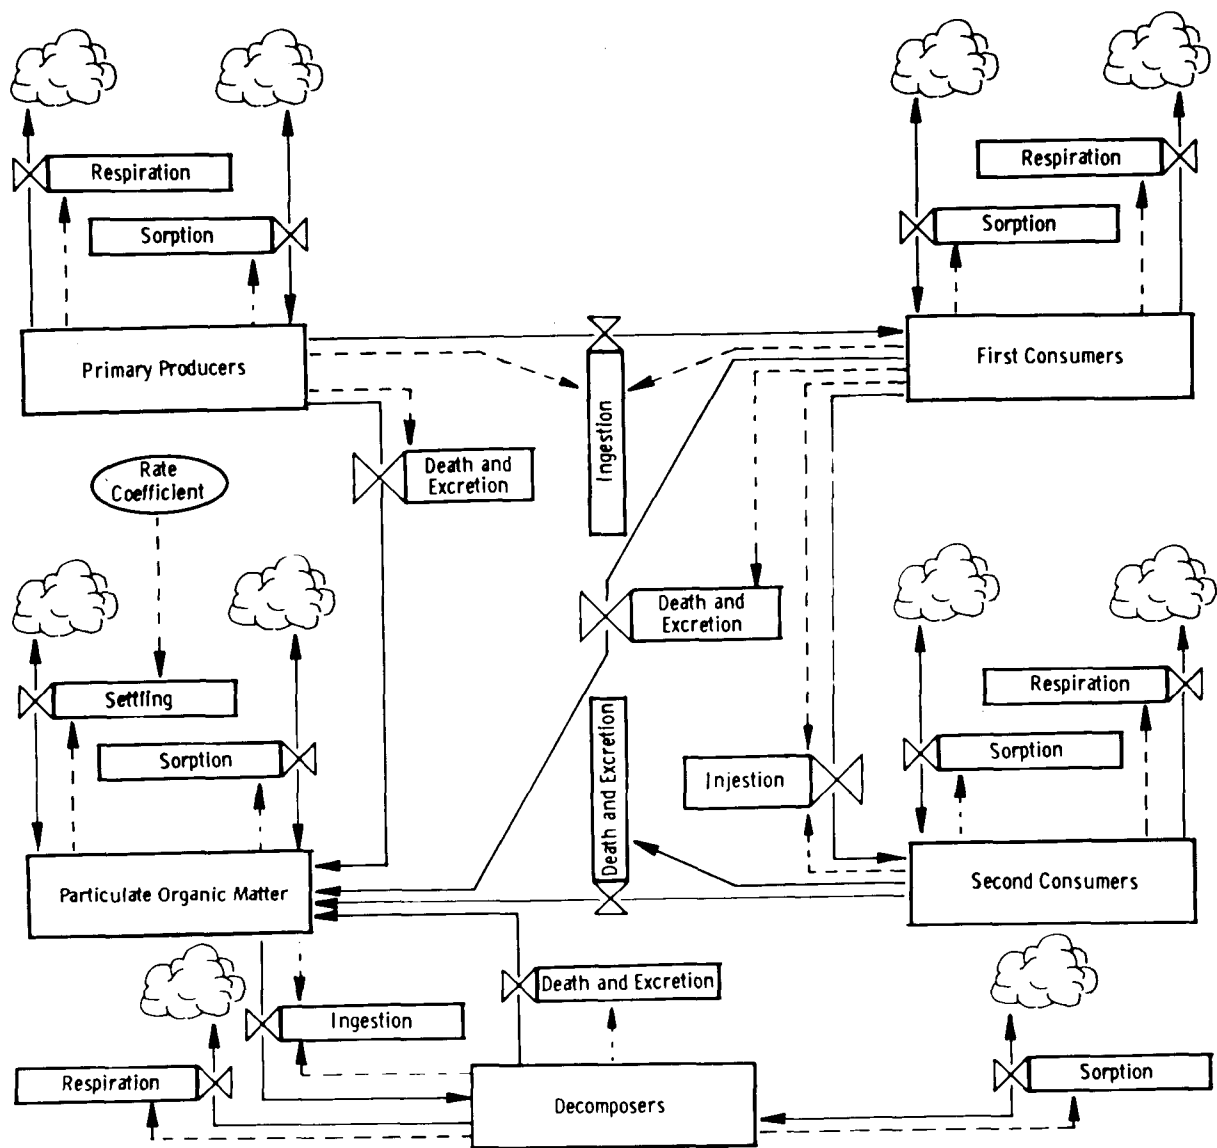 Respiration
Sorption
Respiration
Sorption
Primary Producers
First Consumers
Ingestion
Rate
Coefficient
Death and
Excretion
Death and
Excretion
Settling
Sorption
Respiration
Sorption
Death and Excretion
Injestion
Particulate Organic Matter
Second Consumers
Death and Excretion
Ingestion
Respiration
Decomposers
Sorption